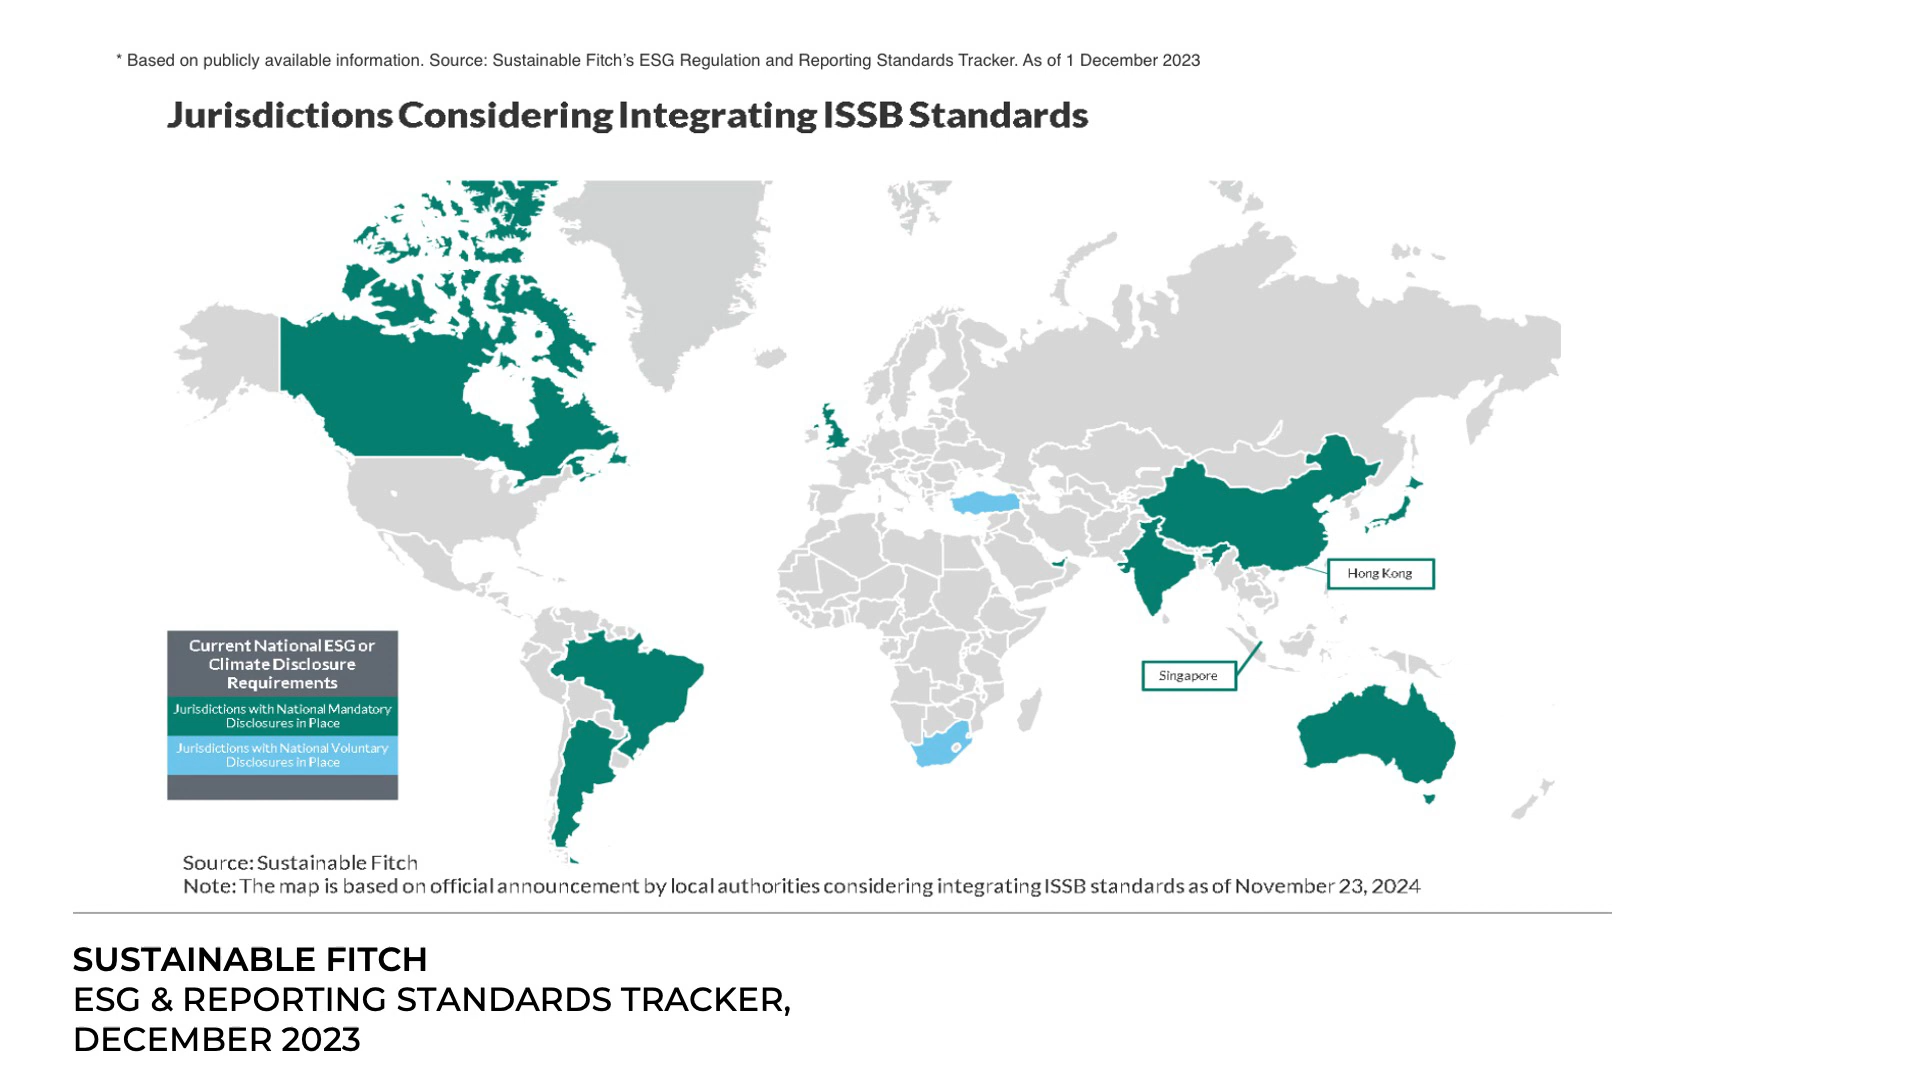 * Based on publicly available information. Source: Sustainable Fitch’s ESG Regulation and Reporting Standards Tracker. As of 1 December 2023
Jurisdictions Considering Integrating ISSB Standards
Hong Kong
Singapore
Current National ESG or
Climate Disclosure
Requirements
Jurisdictions with National Mandatory
Disclosures in Place
Jurisdictions with National Voluntary
Disclosures in Place
Source: Sustainable Fitch
Note: The map is based on official announcement by local authorities considering integrating ISSB standards as of November 23, 2024
SUSTAINABLE FITCH
ESG & REPORTING STANDARDS TRACKER,
DECEMBER 2023